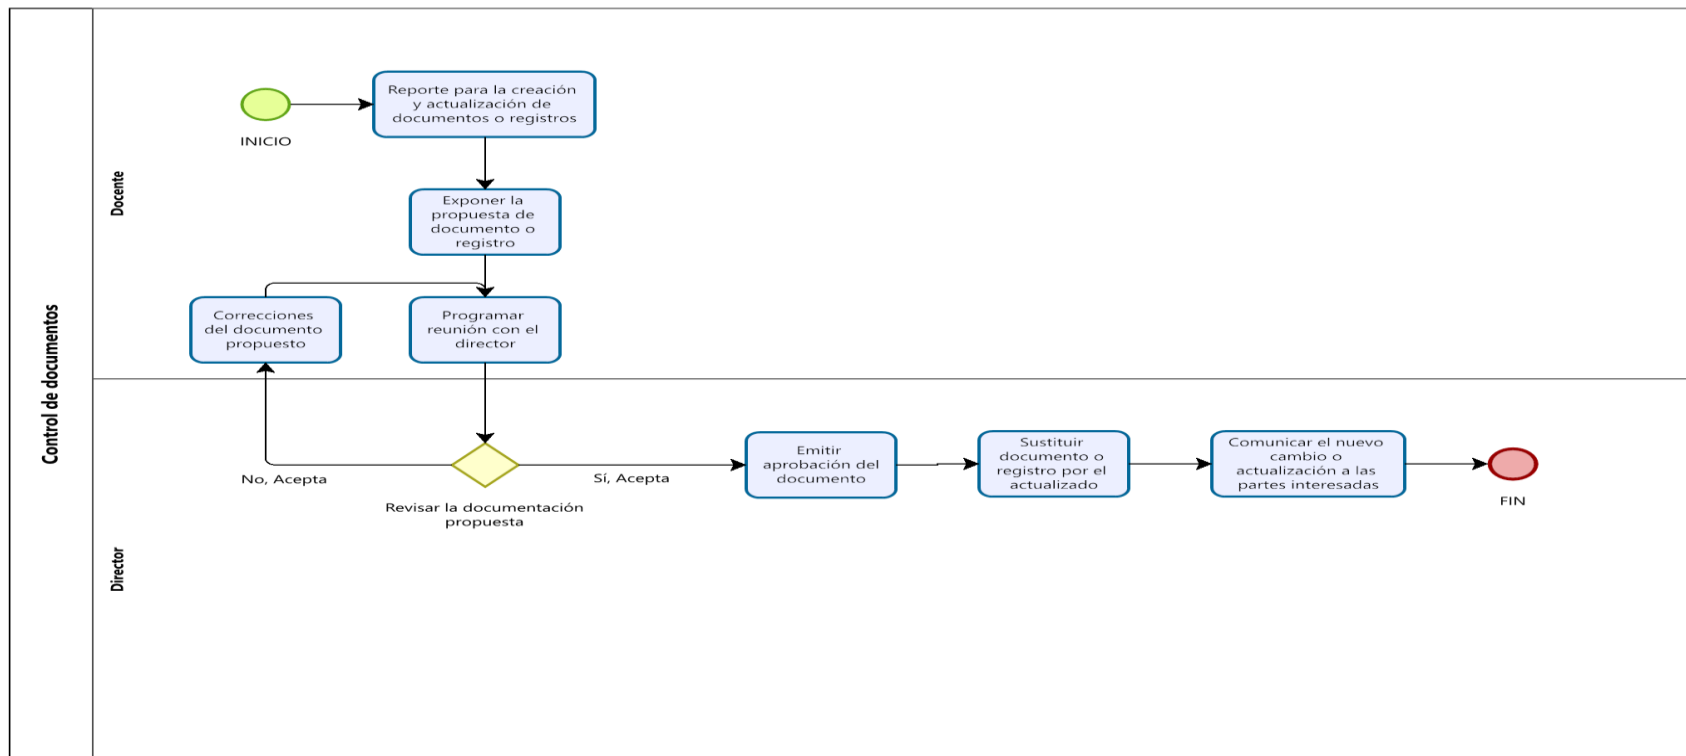 Control de documentos
Docente
INICIO
Reporte para la creación
y actualización de
documentos o registros
Exponer la
propuesta de
documento o
registro
Correcciones
del documento
propuesto
Programar
reunión con el
director
Director
No, Acepta
Revisar la documentación
propuesta
Sí, Acepta
Emitir
aprobación del
documento
Sustituir
documento o
registro por el
actualizado
Comunicar el nuevo
cambio o
actualización a las
partes interesadas
FIN